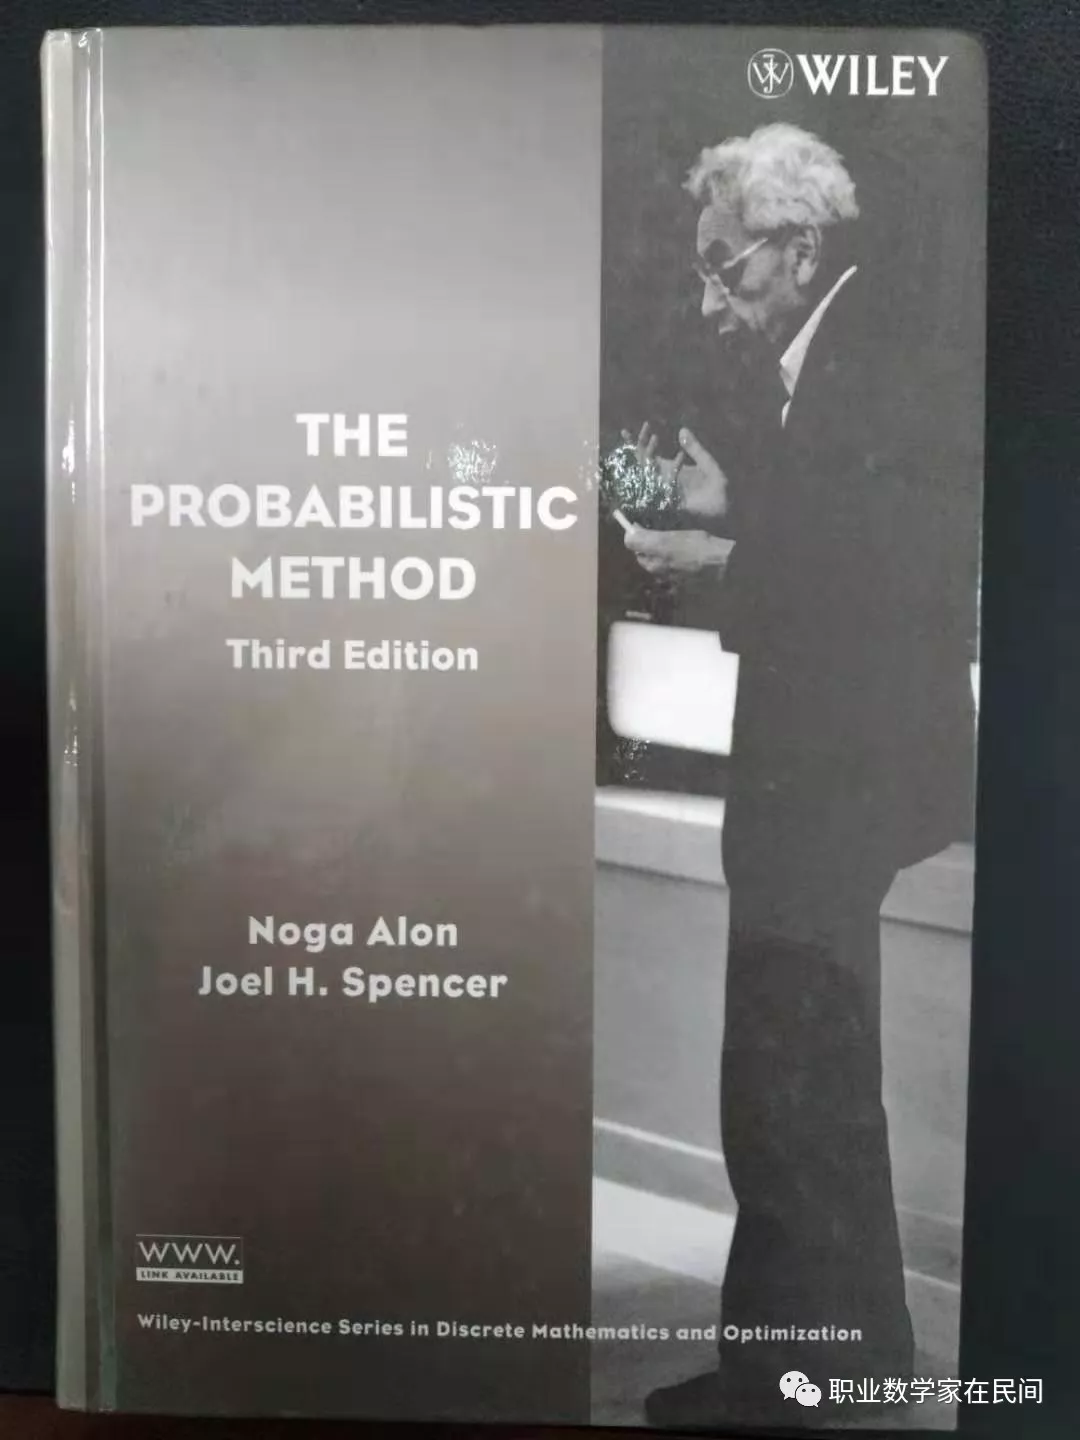 WILEY
THE
PROBABILISTIC
METHOD
Third Edition
Noga Alon
Joel H. Spencer
WWW.
LINK AVAILABLE
Wiley-Interscience Series in Discrete Mathematics and Optimization
职业数学家在民间